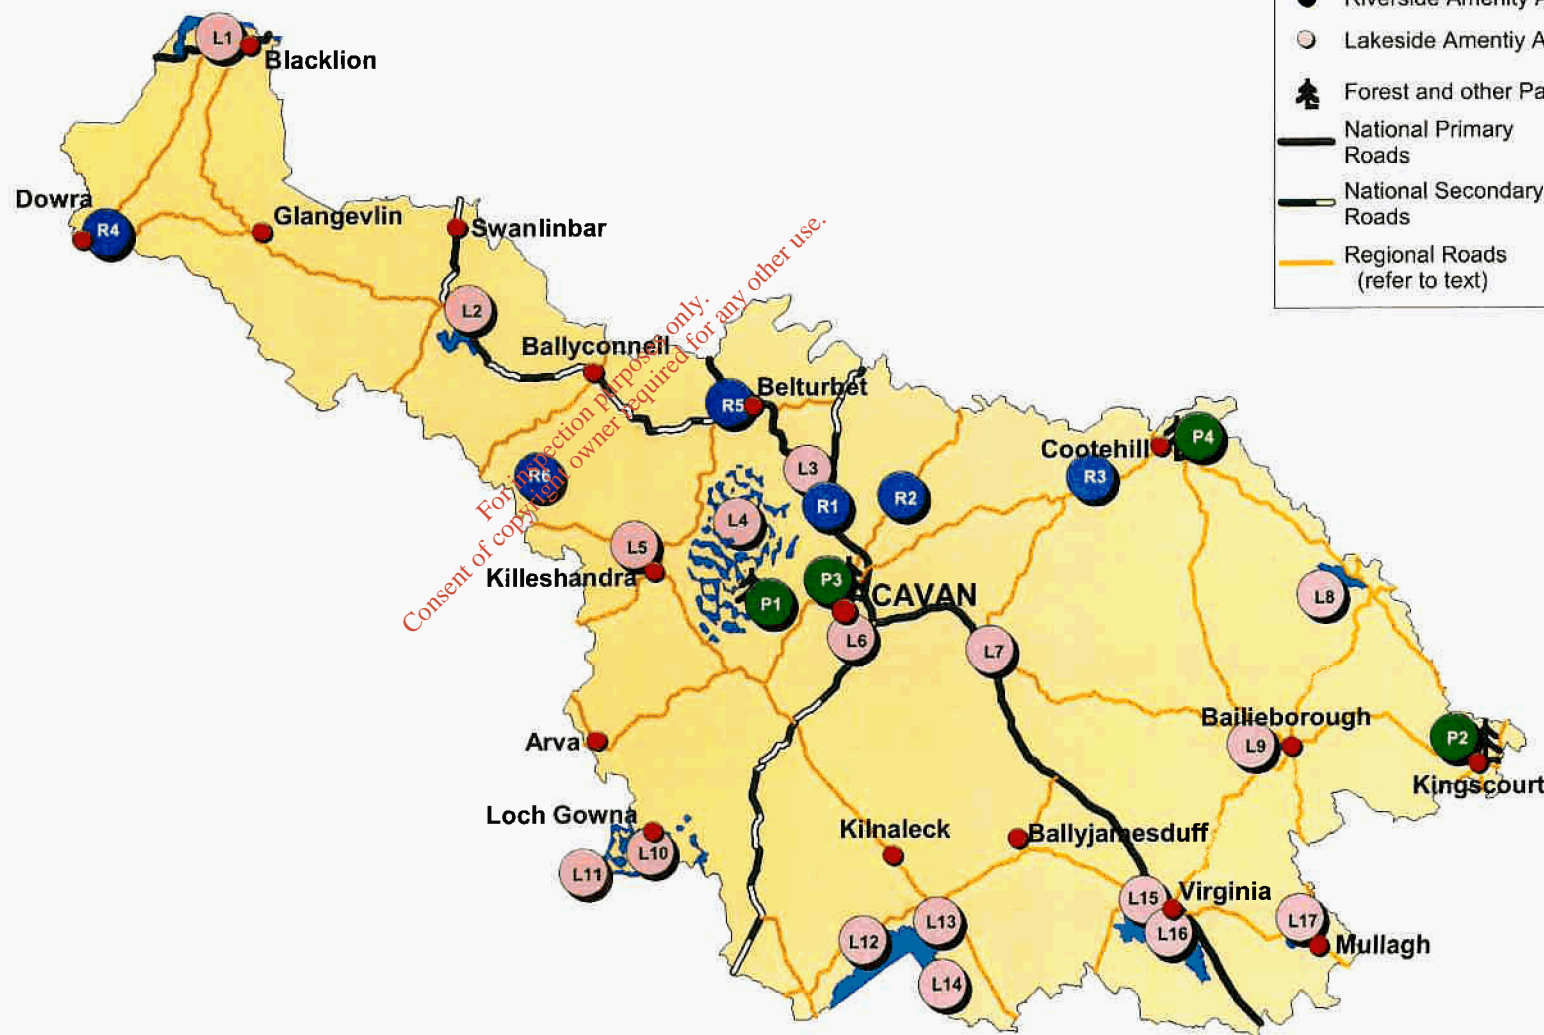 Riverside Amenity A
Lakeside Amentiy A
Forest and other Pa
National Primary
Roads
National Secondary
Roads
Regional Roads
(refer to text)
L1
Blacklion
Dowra
R4
Glangevlin
Swanlinbar
L2
Ballyconnell
R5
Belturbet
For inspection purposes only.
Consent of copyright owner required for any other use.
R6
L3
R1
R2
Cootehill
P4
R3
L4
L5
Killeshandra
P1
P3
CAVAN
L6
L7
L8
Arva
Bailieborough
L9
P2
Kingscourt
Loch Gowna
L10
L11
Kilnaleck
Ballyjamesduff
L12
L13
L14
L15
Virginia
L16
L17
Mullagh